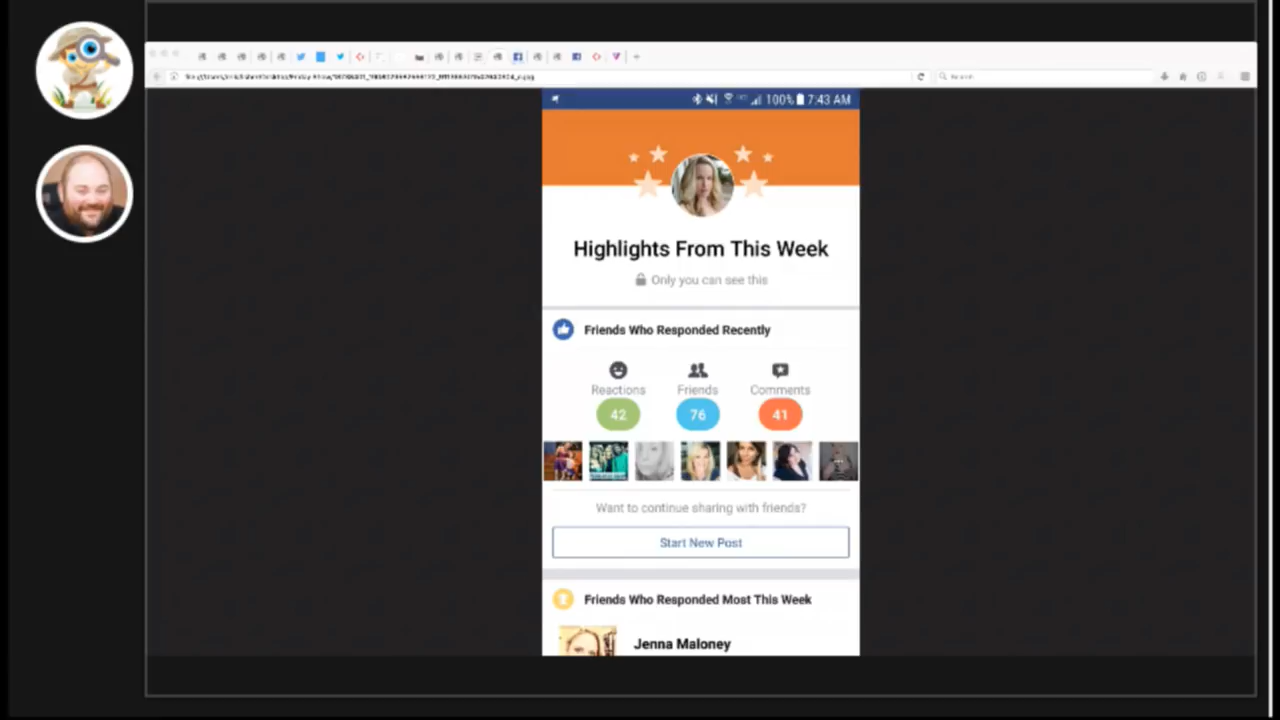 Search
100% 7:43 AM
Highlights From This Week
Only you can see this
Friends Who Responded Recently
Reactions Friends Comments
42 76 41
Want to continue sharing with friends?
Start New Post
Friends Who Responded Most This Week
Jenna Maloney